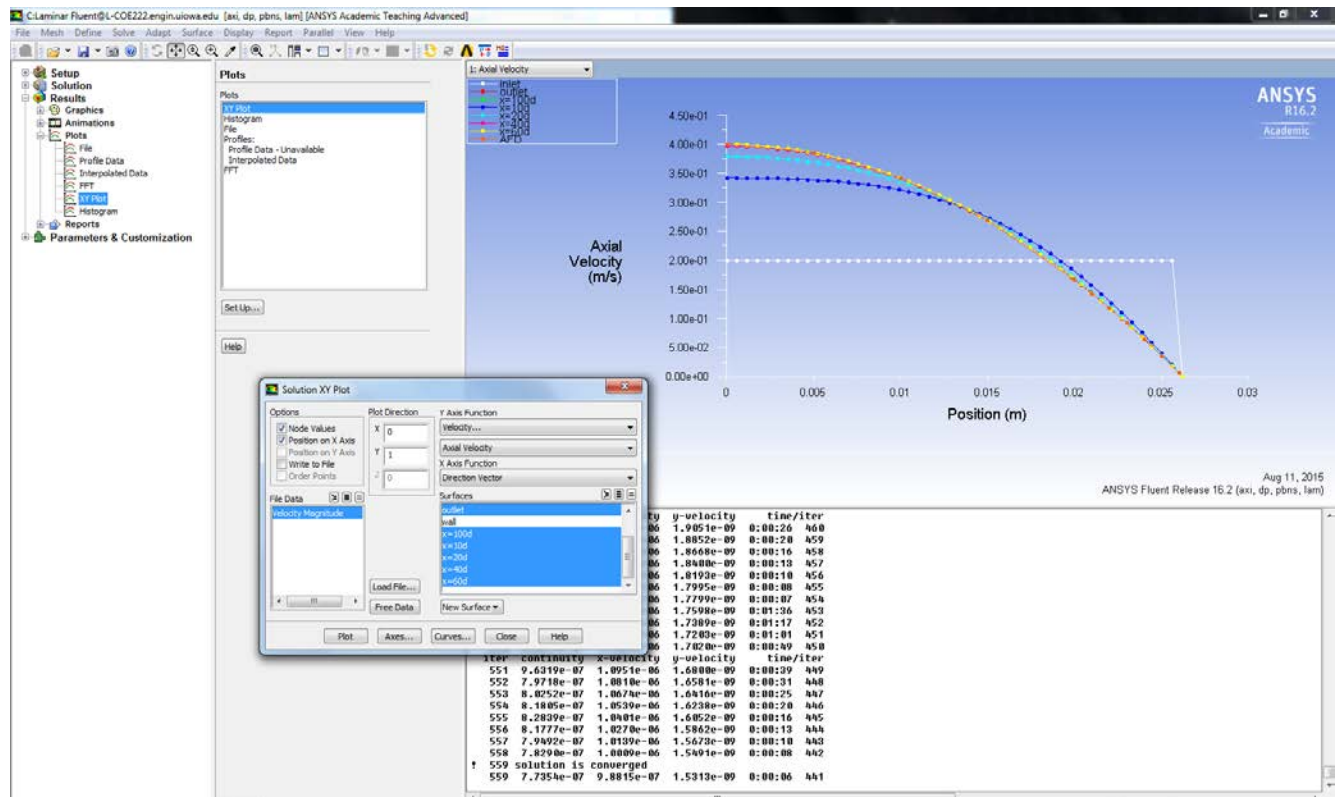 C:Laminar Fluent@L-COE222.engin.uiowa.edu [axi, dp, pbns, lam] [ANSYS Academic Teaching Advanced]
File Mesh Define Solve Adapt Surface Display Report Parallel View Help
Setup
Solution
Results
Graphics
Animations
Plots
File
Profile Data
Interpolated Data
FFT
XY Plot
Histogram
Reports
Parameters & Customization
Plots
Plots
XY Plot
Histogram
File
Profiles:
Profile Data - Unavailable
Interpolated Data
FFT
Set Up...
Help
1: Axial Velocity
inlet
outlet
x=100d
x=10d
x=20d
x=40d
x=60d
AFD
ANSYS
R16.2
Academic
4.50e-01
4.00e-01
3.50e-01
3.00e-01
2.50e-01
2.00e-01
1.50e-01
1.00e-01
5.00e-02
0.00e+00
Axial
Velocity
(m/s)
0 0.005 0.01 0.015 0.02 0.025 0.03
Position (m)
Aug 11, 2015
ANSYS Fluent Release 16.2 (axi, dp, pbns, lam)
Solution XY Plot
Options
Node Values
Position on X Axis
Position on Y Axis
Write to File
Order Points
Plot Direction
X 0
Y 1
Z 0
Y Axis Function
Velocity...
Axial Velocity
X Axis Function
Direction Vector
File Data
Velocity Magnitude
Surfaces
outlet
wall
x=100d
x=10d
x=20d
x=40d
x=60d
Load File...
Free Data
New Surface
Plot Axes... Curves... Close Help
ty y-velocity time/iter
06 1.9051e-09 0:00:26 460
06 1.8852e-09 0:00:20 459
06 1.8668e-09 0:00:16 458
06 1.8480e-09 0:00:13 457
06 1.8193e-09 0:00:10 456
06 1.7995e-09 0:00:08 455
06 1.7799e-09 0:00:07 454
06 1.7598e-09 0:01:36 453
06 1.7389e-09 0:01:17 452
06 1.7203e-09 0:01:01 451
06 1.7020e-09 0:00:49 450
iter continuity x-velocity y-velocity time/iter
551 9.6319e-07 1.0951e-06 1.6800e-09 0:00:39 449
552 7.9718e-07 1.0810e-06 1.6581e-09 0:00:31 448
553 8.0252e-07 1.0674e-06 1.6416e-09 0:00:25 447
554 8.1805e-07 1.0539e-06 1.6238e-09 0:00:20 446
555 8.2839e-07 1.0401e-06 1.6052e-09 0:00:16 445
556 8.1777e-07 1.0270e-06 1.5862e-09 0:00:13 444
557 7.9492e-07 1.0139e-06 1.5673e-09 0:00:10 443
558 7.8290e-07 1.0009e-06 1.5491e-09 0:00:08 442
! 559 solution is converged
559 7.7354e-07 9.8815e-07 1.5313e-09 0:00:06 441